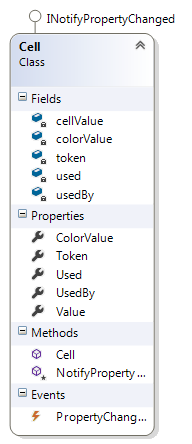 INotifyPropertyChanged
Cell
Class
Fields
cellValue
colorValue
token
used
usedBy
Properties
ColorValue
Token
Used
UsedBy
Value
Methods
Cell
NotifyProperty ...
Events
PropertyChang...